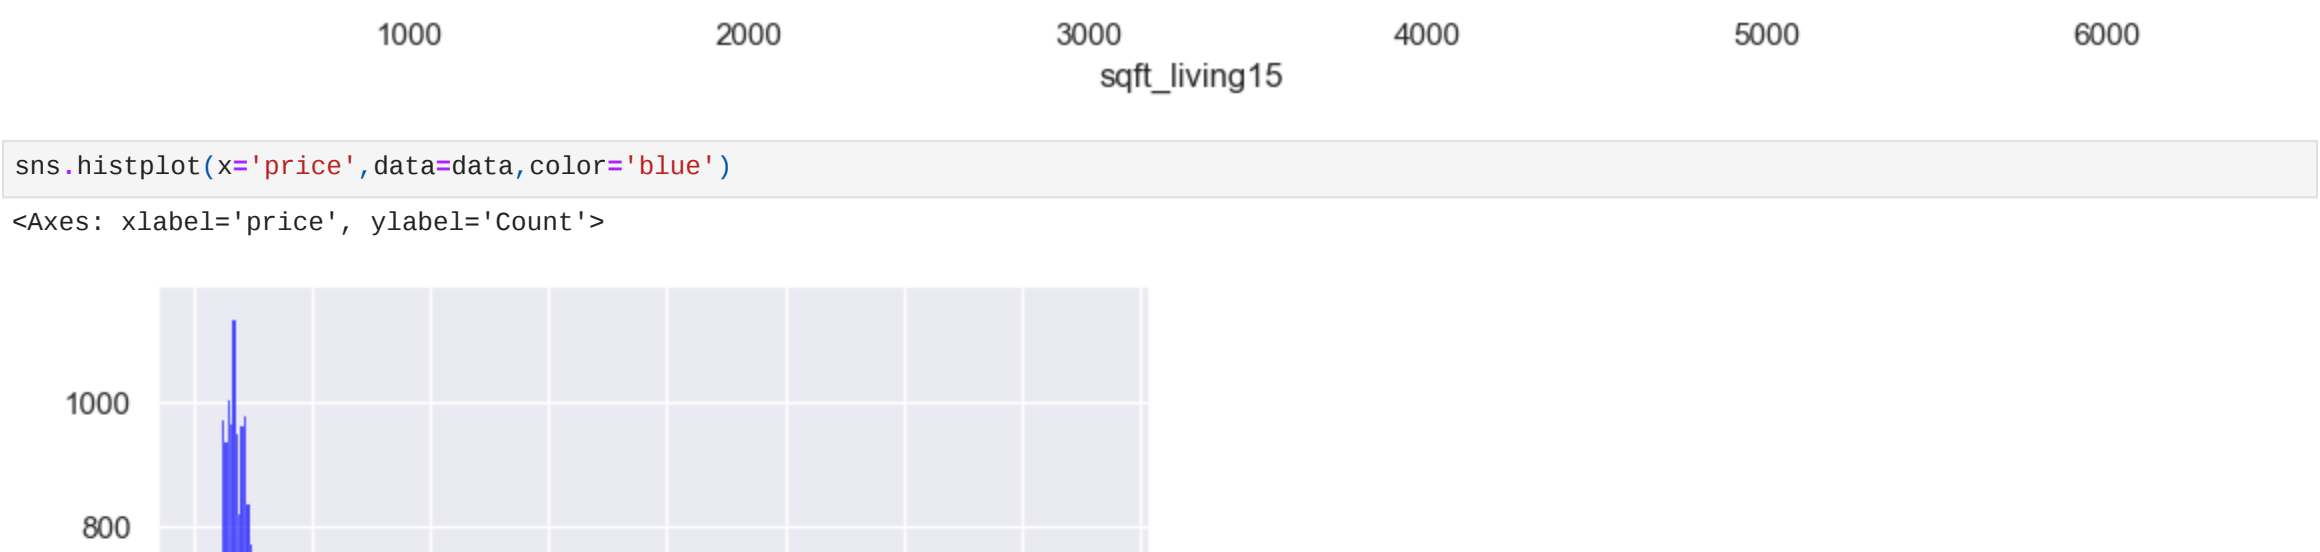 1000 2000 3000 4000 5000 6000
sqft_living15
sns.histplot(x='price',data=data,color='blue')
<Axes: xlabel='price', ylabel='Count'>
1000
800